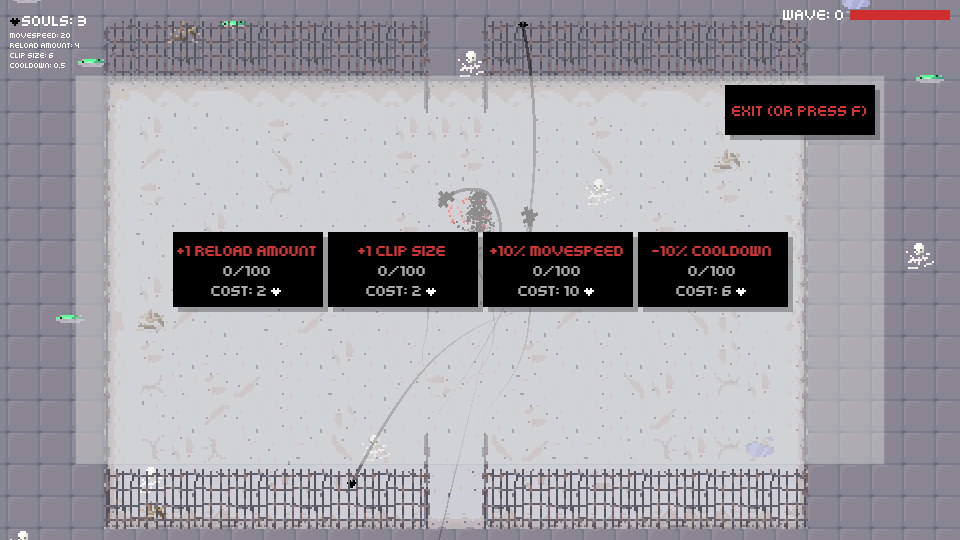 SOULS: 3
MOVESPEED: 20
RELOAD AMOUNT: 4
CLIP SIZE: 6
COOLDOWN: 0.5
WAVE: 0
EXIT (OR PRESS F)
+1 RELOAD AMOUNT
0/100
COST: 2
+1 CLIP SIZE
0/100
COST: 2
+10% MOVESPEED
0/100
COST: 10
-10% COOLDOWN
0/100
COST: 6